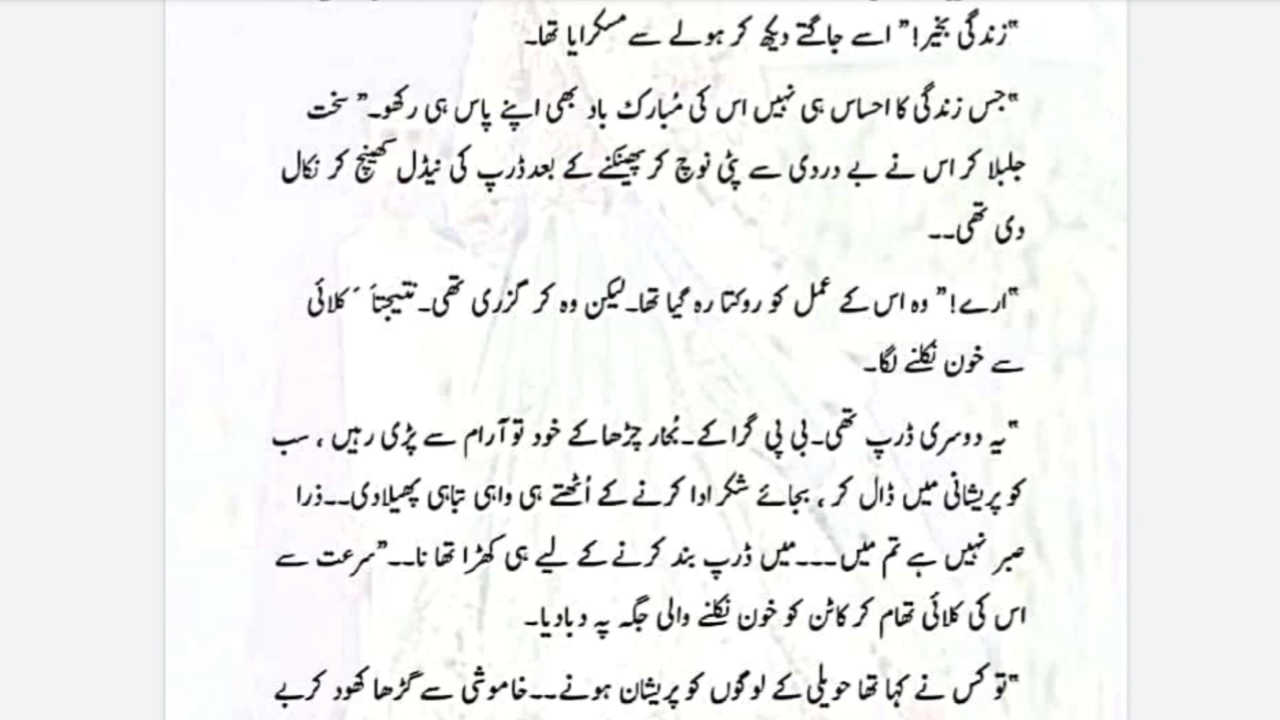 “زندگی بخیر!” اسے جاگتے دیکھ کر ہولے سے مسکرایا تھا۔
“جس زندگی کا احساس ہی نہیں اس کی مُبارک باد بھی اپنے پاس ہی رکھو۔” سخت
جلبلا کر اس نے بے دردی سے پٹی نوچ کر پھینکنے کے بعد ڈرپ کی نیڈل کھینچ کر نکال
دی تھی۔۔
“ارے!” وہ اس کے عمل کو روکتا رہ گیا تھا۔لیکن وہ کر گزری تھی۔نتیجتاً ´کلائی
سے خون نکلنے لگا۔
“یہ دوسری ڈرپ تھی۔بی پی گرا کے۔بُخار چڑھا کے خود تو آرام سے پڑی رہیں ، سب
کو پریشانی میں ڈال کر ، بجائے شکر ادا کرنے کے اُٹھتے ہی واہی تباہی پھیلا دی۔۔ذرا
صبر نہیں ہے تم میں۔۔۔میں ڈرپ بند کرنے کے لیے ہی کھڑا تھا نا۔۔”سرعت سے
اس کی کلائی تھام کر کاٹن کو خون نکلنے والی جگہ پہ دبا دیا۔
“تو کس نے کہا تھا حویلی کے لوگوں کو پریشان ہونے۔۔خاموشی سے گڑھا کھود کر بے